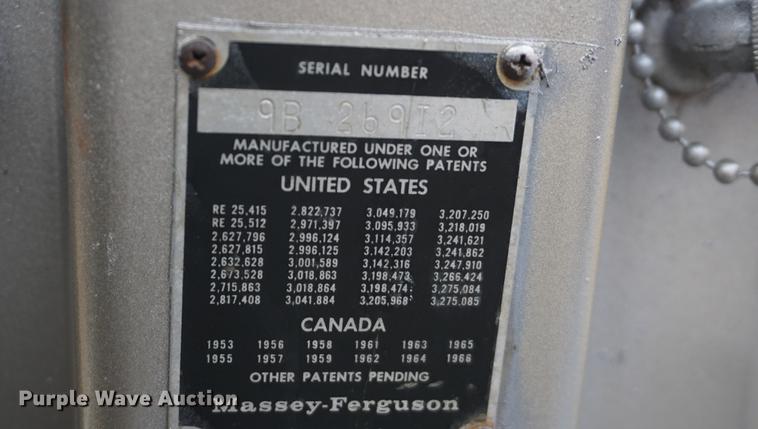 SERIAL NUMBER
9B 26912
MANUFACTURED UNDER ONE OR
MORE OF THE FOLLOWING PATENTS
UNITED STATES
RE 25,415 2,822,737 3,049,179 3,207,250
RE 25,512 2,971,397 3,095,933 3,218,019
2,627,796 2,996,124 3,114,357 3,241,621
2,627,815 2,996,125 3,142,203 3,241,862
2,632,628 3,001,589 3,142,316 3,247,910
2,673,528 3,018,863 3,198,473 3,266,424
2,715,863 3,018,864 3,198,474 3,275,084
2,817,408 3,041,884 3,205,968 3,275,085
CANADA
1953 1956 1958 1961 1963 1965
1955 1957 1959 1962 1964 1966
OTHER PATENTS PENDING
Massey-Ferguson
Purple Wave Auction